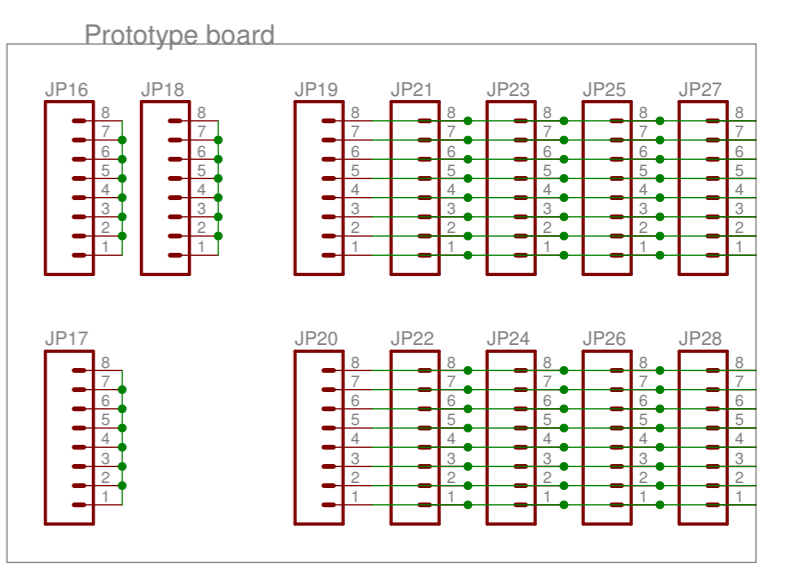 Prototype board
JP16 JP18 JP19 JP21 JP23 JP25 JP27
8 8 8 8 8 8 8
7 7 7 7 7 7 7
6 6 6 6 6 6 6
5 5 5 5 5 5 5
4 4 4 4 4 4 4
3 3 3 3 3 3 3
2 2 2 2 2 2 2
1 1 1 1 1 1 1
JP17 JP20 JP22 JP24 JP26 JP28
8 8 8 8 8 8
7 7 7 7 7 7
6 6 6 6 6 6
5 5 5 5 5 5
4 4 4 4 4 4
3 3 3 3 3 3
2 2 2 2 2 2
1 1 1 1 1 1